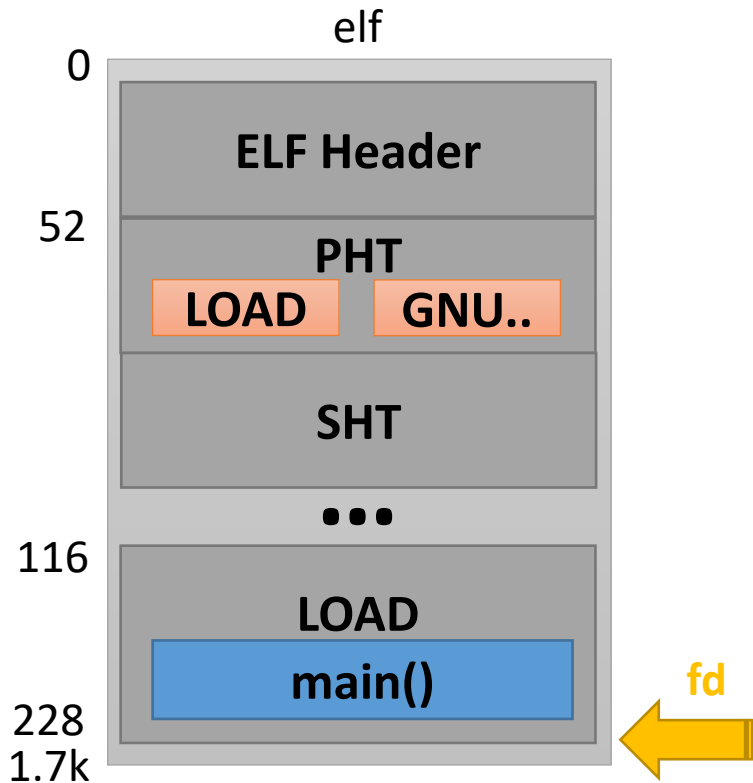 elf
0
ELF Header
52
PHT
LOAD GNU..
SHT
...
116
LOAD
main()
fd
228
1.7k